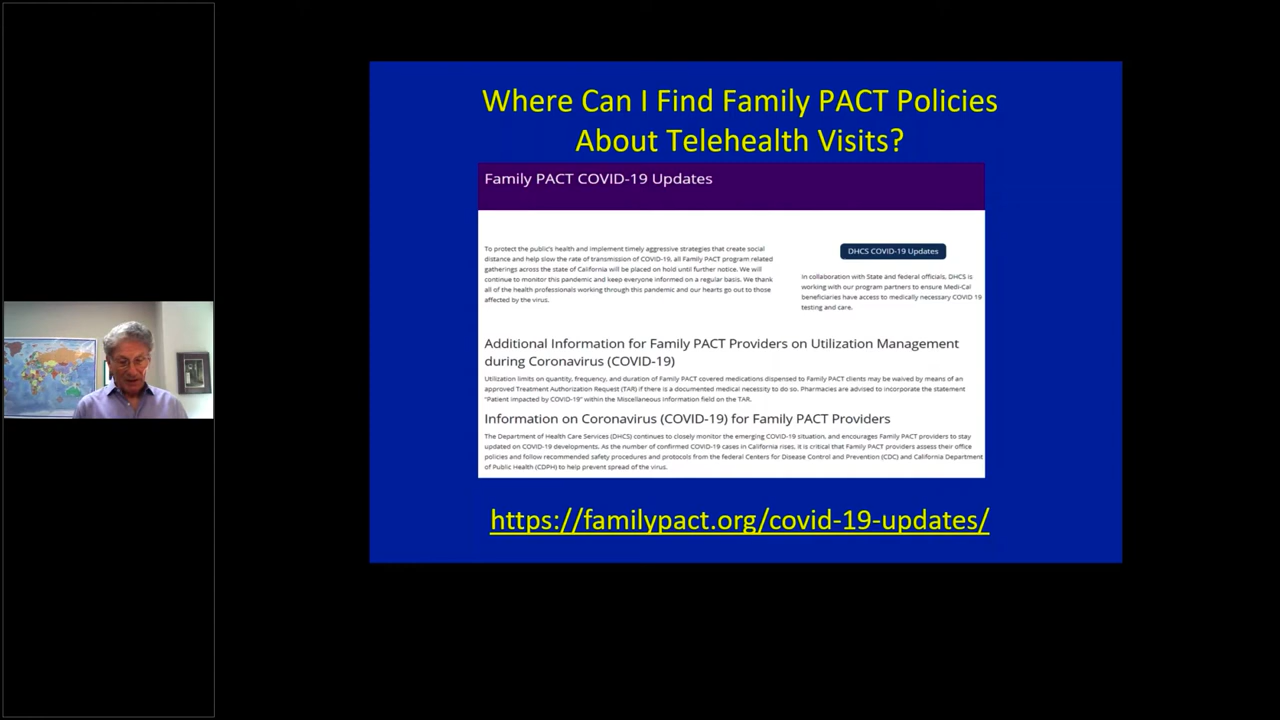 Where Can I Find Family PACT Policies
About Telehealth Visits?
Family PACT COVID-19 Updates
To protect the public's health and implement timely aggressive strategies that create social
distance and help slow the rate of transmission of COVID-19, all Family PACT program related
gatherings across the state of California will be placed on hold until further notice. We will
continue to monitor this pandemic and keep everyone informed on a regular basis. We thank
all of the health professionals working through this pandemic and our hearts go out to those
affected by the virus.
DHCS COVID-19 Updates
In collaboration with State and federal officials, DHCS is
working with our program partners to ensure Medi-Cal
beneficiaries have access to medically necessary COVID 19
testing and care.
Additional Information for Family PACT Providers on Utilization Management
during Coronavirus (COVID-19)
Utilization limits on quantity, frequency, and duration of Family PACT covered medications dispensed to Family PACT clients may be waived by means of an
approved Treatment Authorization Request (TAR) if there is a documented medical necessity to do so. Pharmacies are advised to incorporate the statement
"Patient impacted by COVID-19" within the Miscellaneous Information field on the TAR.
Information on Coronavirus (COVID-19) for Family PACT Providers
The Department of Health Care Services (DHCS) continues to closely monitor the emerging COVID-19 situation, and encourages Family PACT providers to stay
updated on COVID-19 developments. As the number of confirmed COVID-19 cases in California rises, it is critical that Family PACT providers assess their office
policies and follow recommended safety procedures and protocols from the federal Centers for Disease Control and Prevention (CDC) and California Department
of Public Health (CDPH) to help prevent spread of the virus.
https://familypact.org/covid-19-updates/